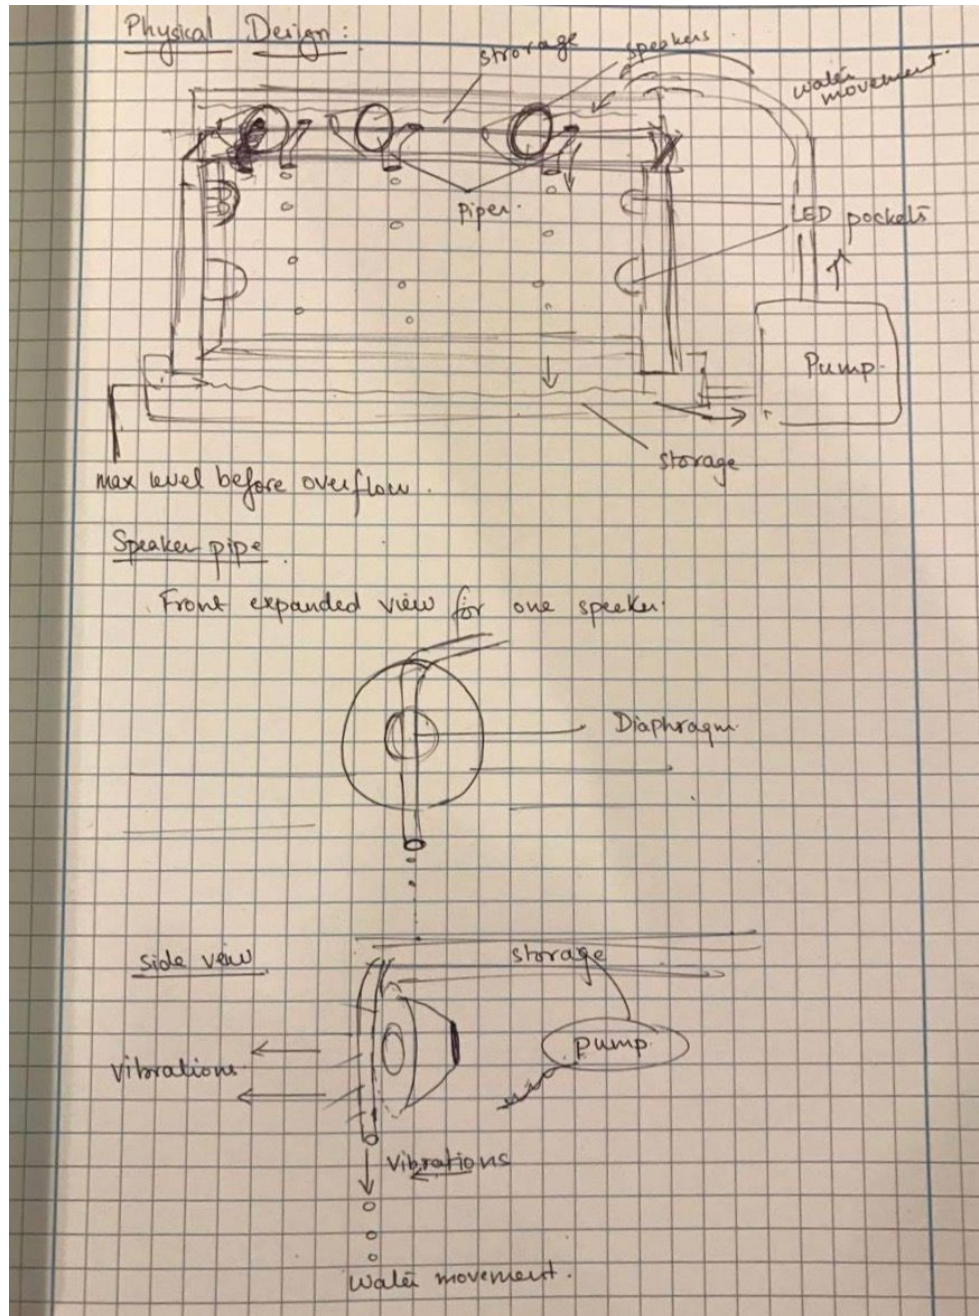 Physical Design :
strorage
speakers
water
movement
pipes.
LED pockets
Pump.
storage
max level before overflow.
Speaker pipe
Front expanded view for one speaker
Diaphragm
Side view
storage
Vibrations
pump
Vibrations
Water movement.